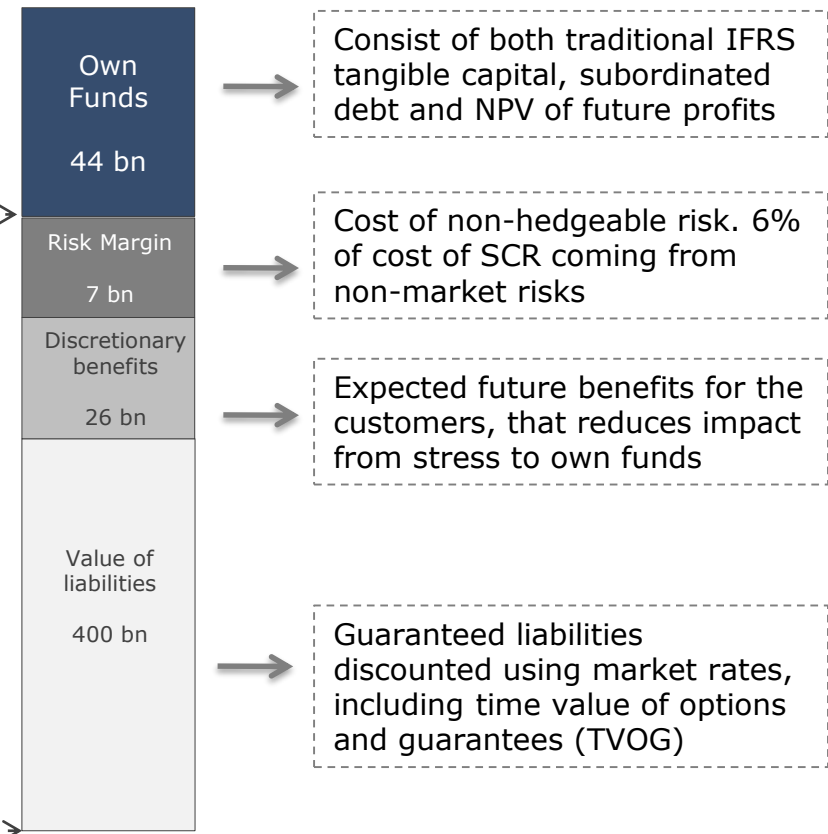 Own
Funds
44 bn
Consist of both traditional IFRS
tangible capital, subordinated
debt and NPV of future profits
Risk Margin
7 bn
Cost of non-hedgeable risk. 6%
of cost of SCR coming from
non-market risks
Discretionary
benefits
26 bn
Expected future benefits for the
customers, that reduces impact
from stress to own funds
Value of
liabilities
400 bn
Guaranteed liabilities
discounted using market rates,
including time value of options
and guarantees (TVOG)